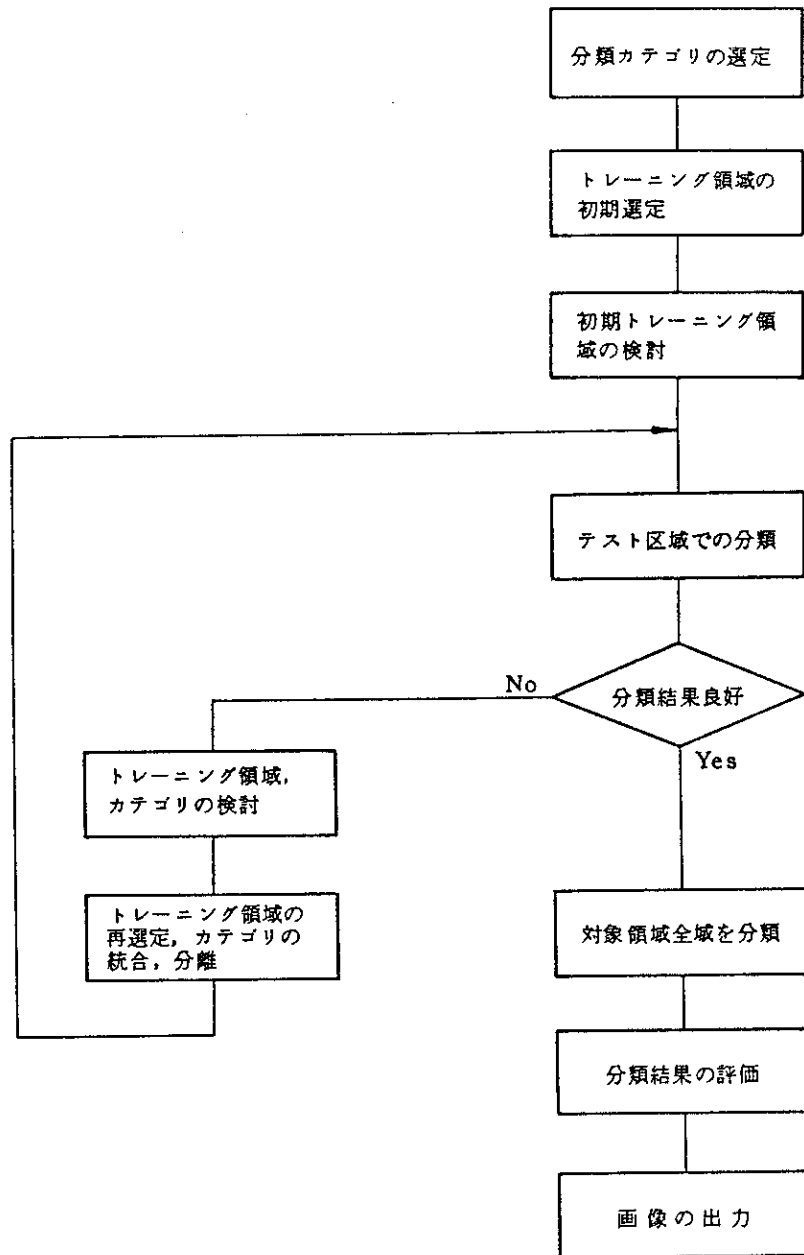 分類カテゴリの選定
トレーニング領域の
初期選定
初期トレーニング領
域の検討
テスト区域での分類
分類結果良好
No
Yes
トレーニング領域,
カテゴリの検討
トレーニング領域の
再選定, カテゴリの
統合, 分離
対象領域全域を分類
分類結果の評価
画像の出力